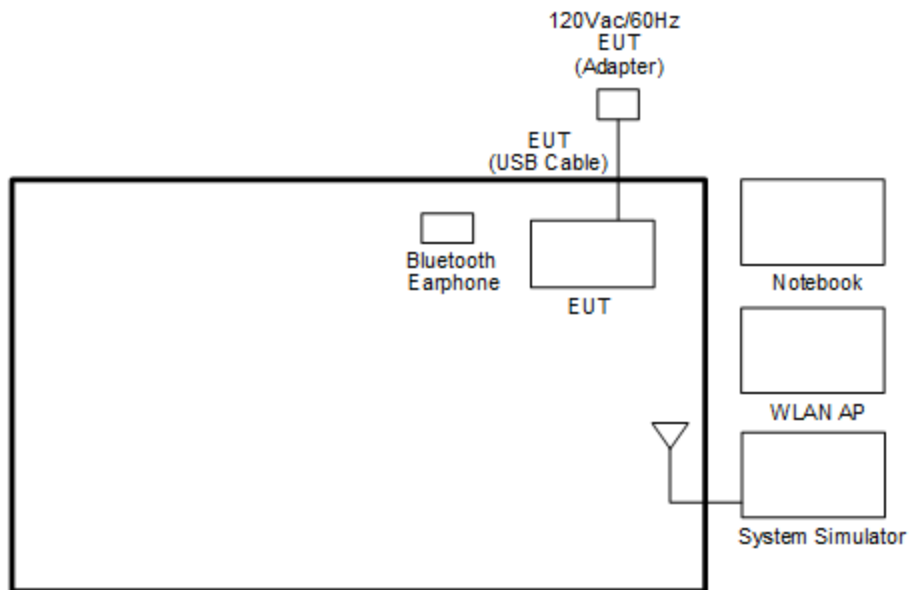 120Vac/60Hz
EUT
(Adapter)
EUT
(USB Cable)
Bluetooth
Earphone
EUT
Notebook
WLAN AP
System Simulator